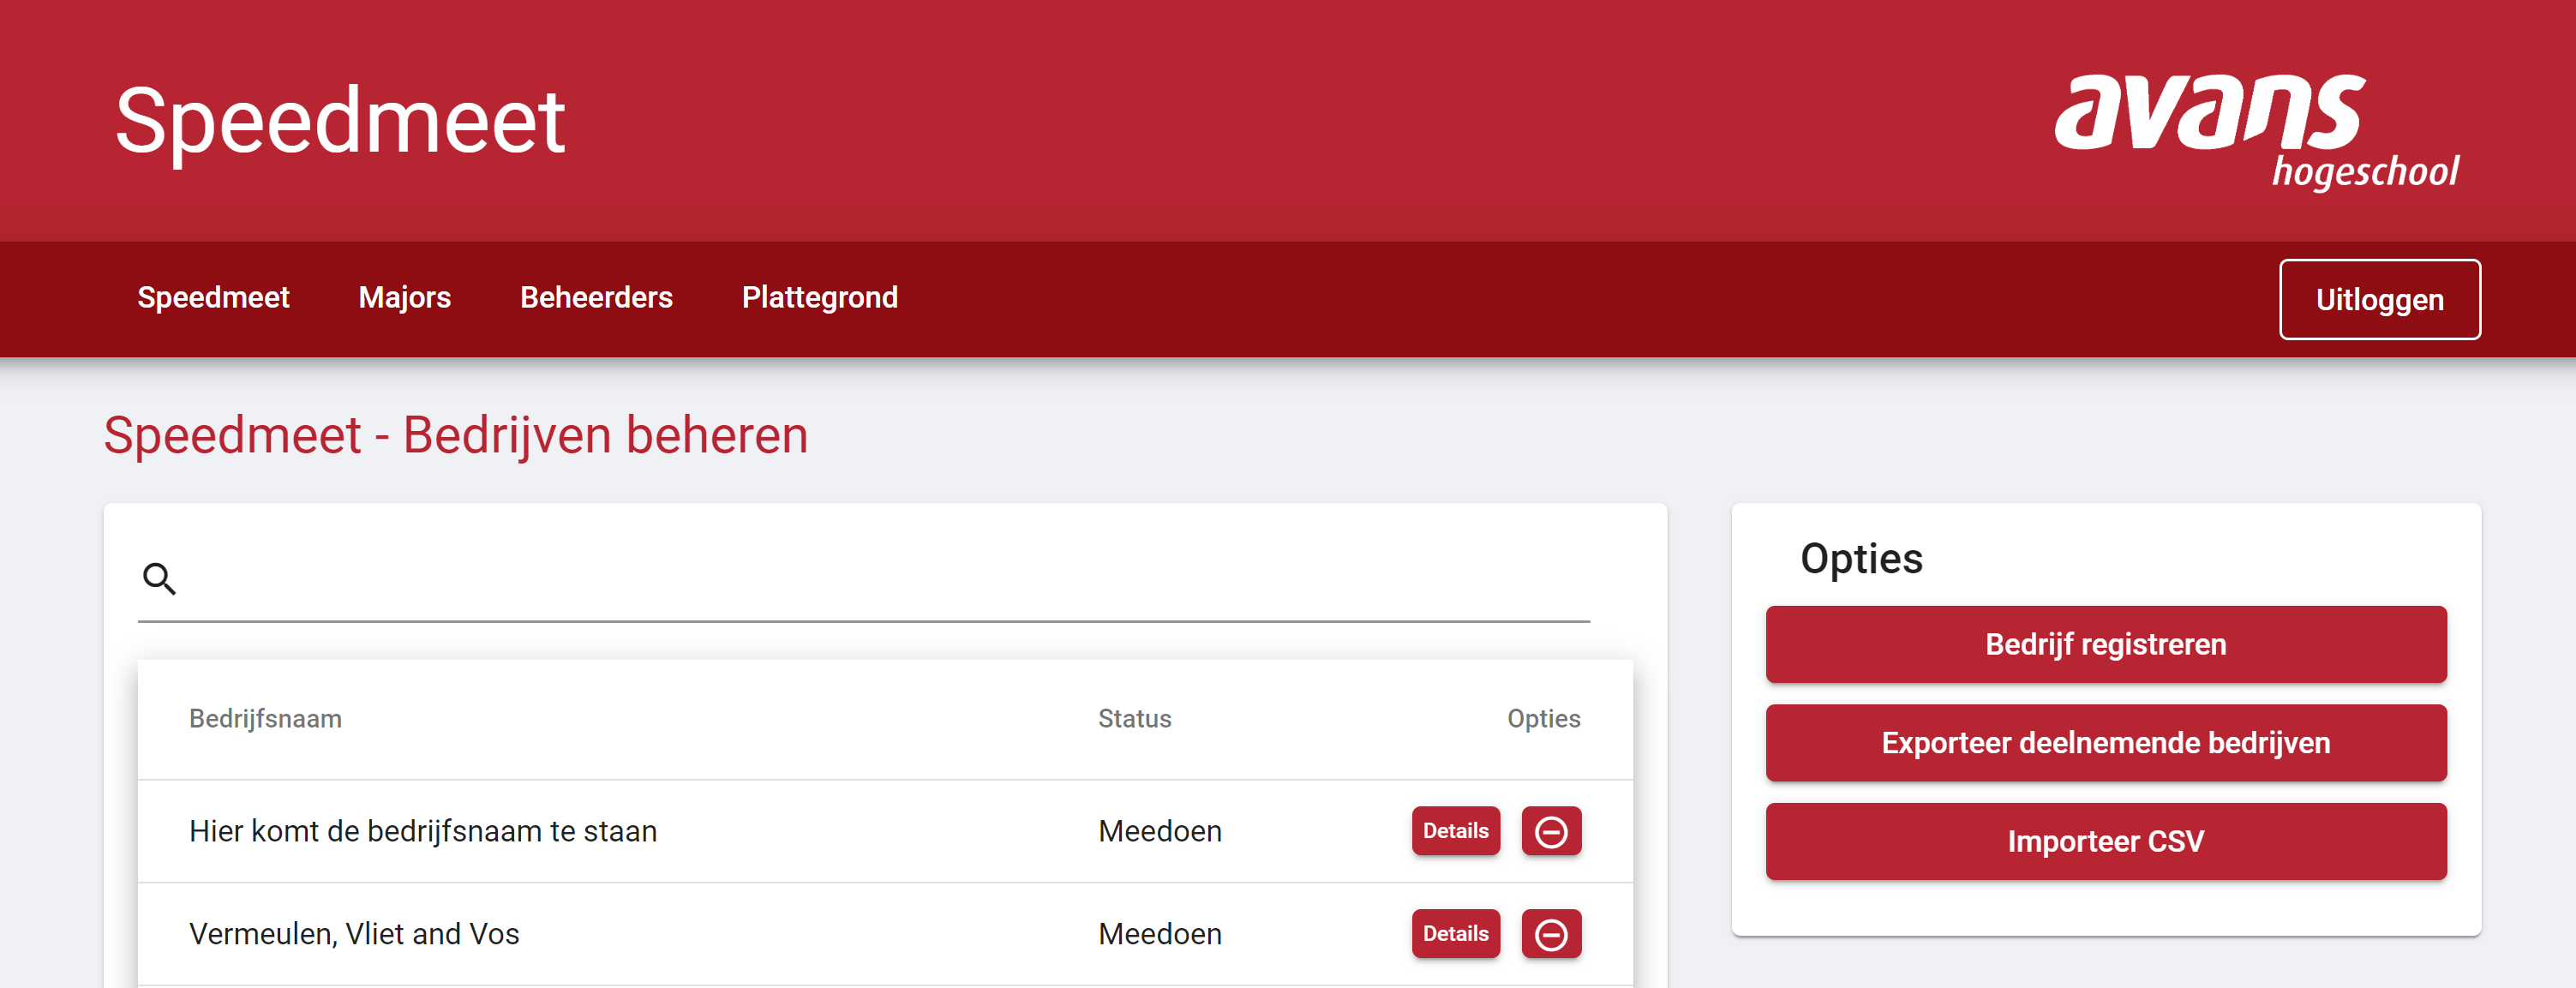 Speedmeet
avans
hogeschool
Speedmeet Majors Beheerders Plattegrond Uitloggen
Speedmeet - Bedrijven beheren
Bedrijfsnaam Status Opties
Hier komt de bedrijfsnaam te staan Meedoen Details
Vermeulen, Vliet and Vos Meedoen Details
Opties
Bedrijf registreren
Exporteer deelnemende bedrijven
Importeer CSV